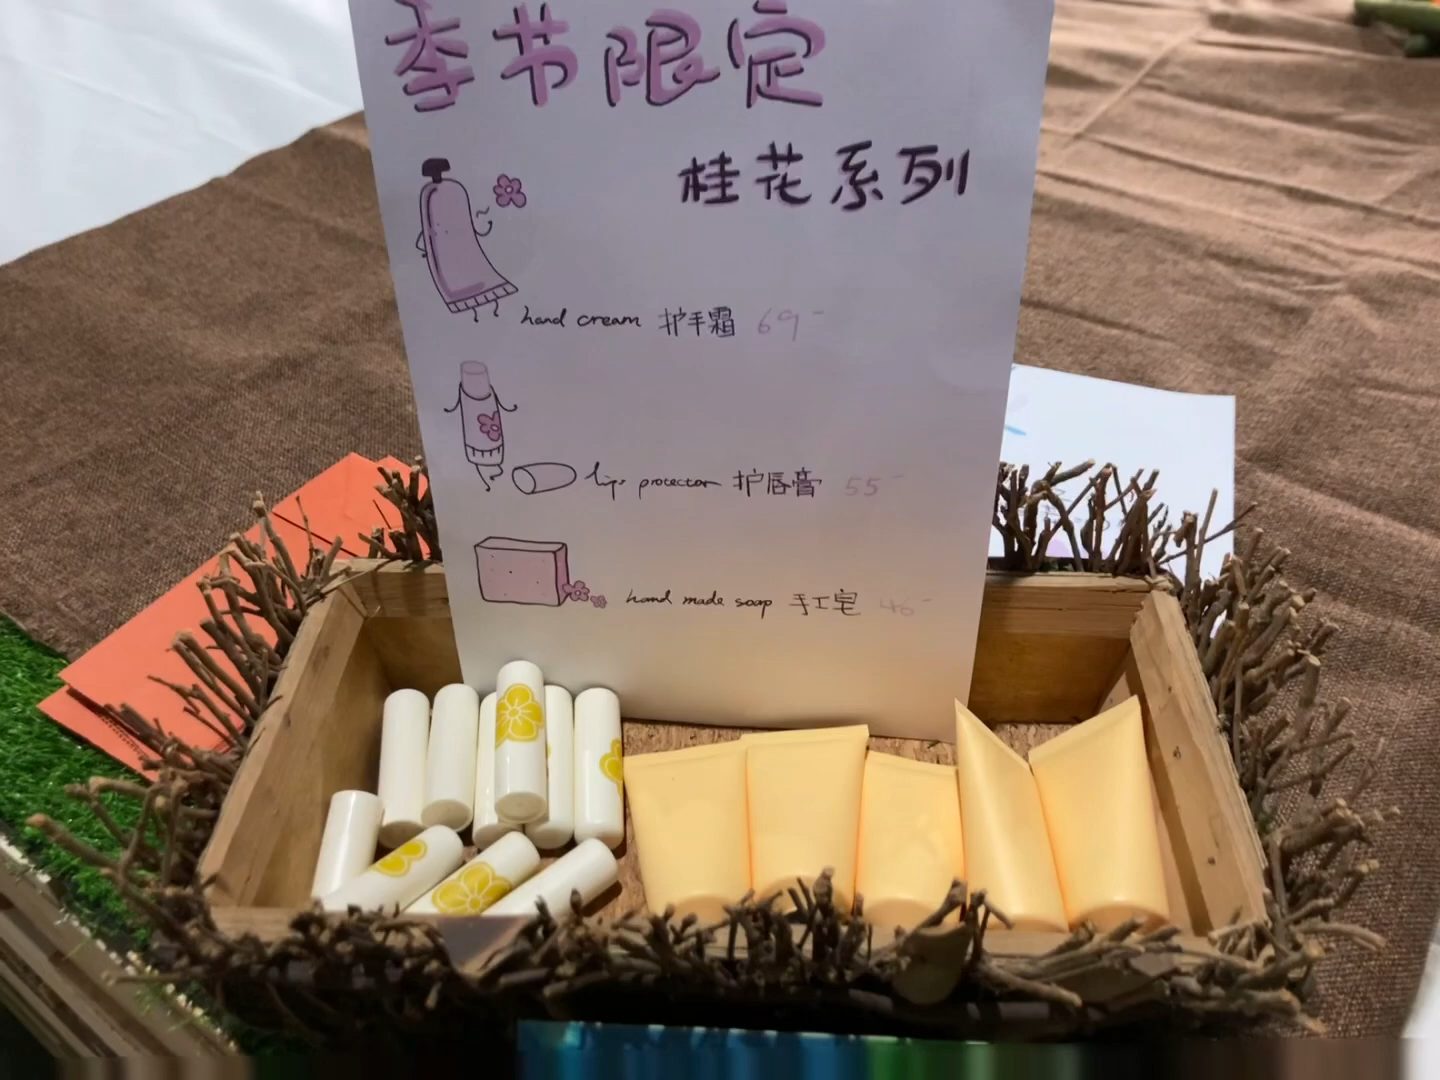 季节限定
桂花系列
hand cream 护手霜 69-
lips protector 护唇膏 55-
hand made soap 手工皂 46-